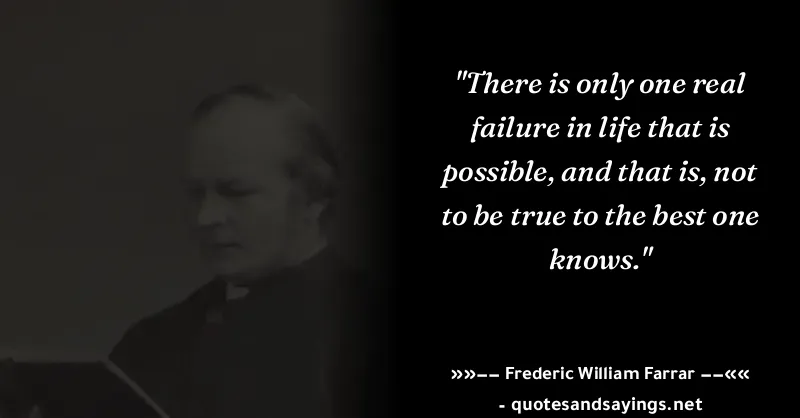 "There is only one real
failure in life that is
possible, and that is, not
to be true to the best one
knows."
»»–– Frederic William Farrar ––««
- quotesandsayings.net